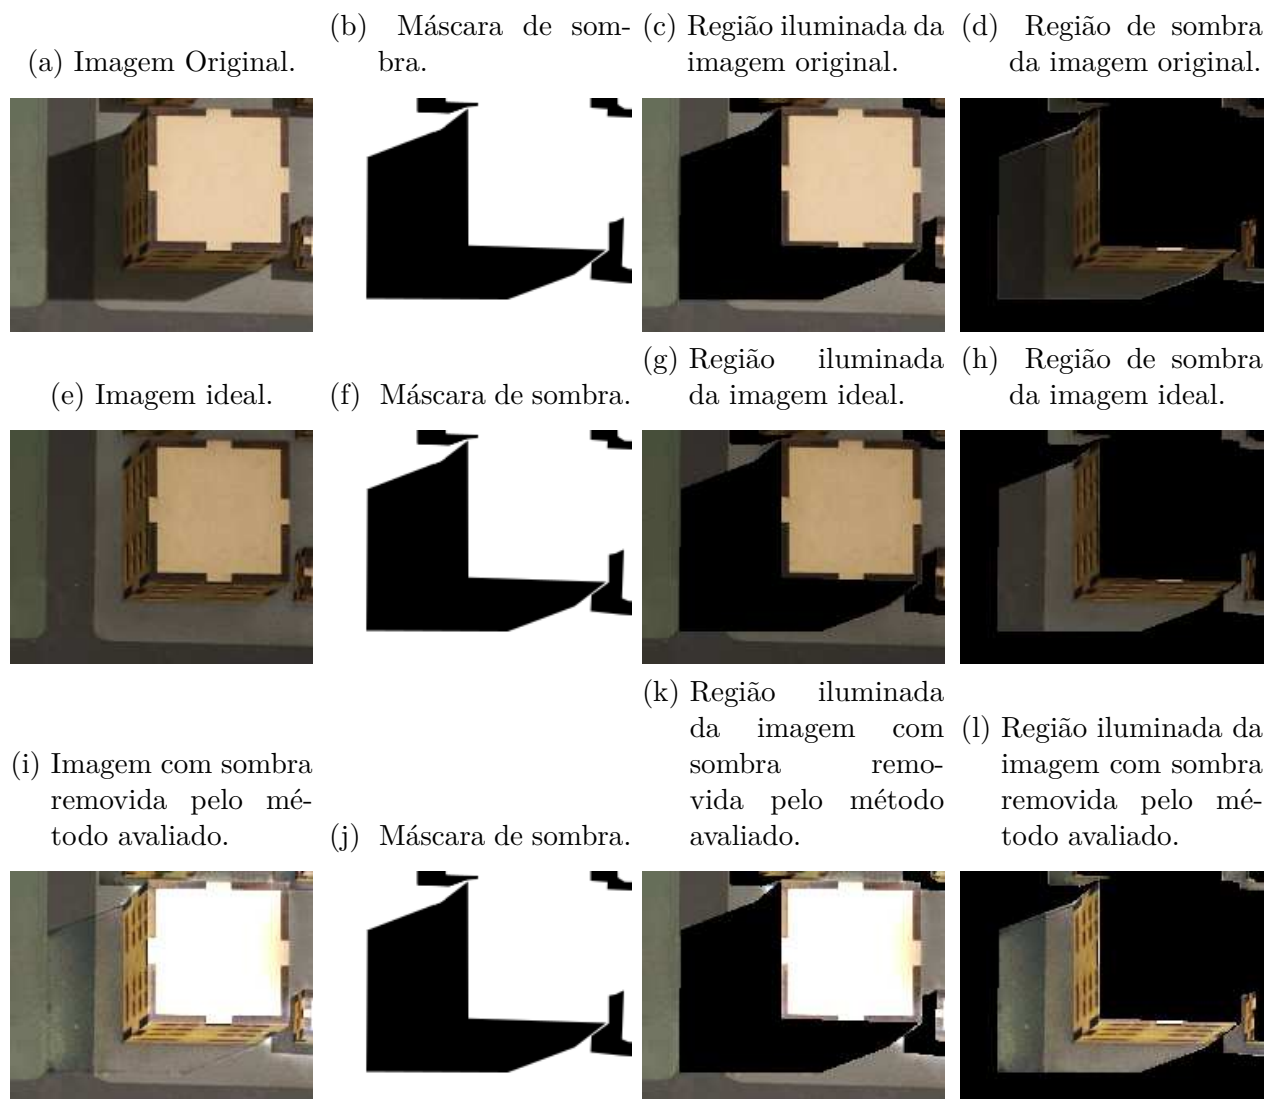 (a) Imagem Original.
(b) Máscara de som-
bra.
(c) Região iluminada da
imagem original.
(d) Região de sombra
da imagem original.
(e) Imagem ideal.
(f) Máscara de sombra.
(g) Região iluminada
da imagem ideal.
(h) Região de sombra
da imagem ideal.
(i) Imagem com sombra
removida pelo mé-
todo avaliado.
(j) Máscara de sombra.
(k) Região iluminada
da imagem com
sombra remo-
vida pelo método
avaliado.
(l) Região iluminada da
imagem com sombra
removida pelo mé-
todo avaliado.